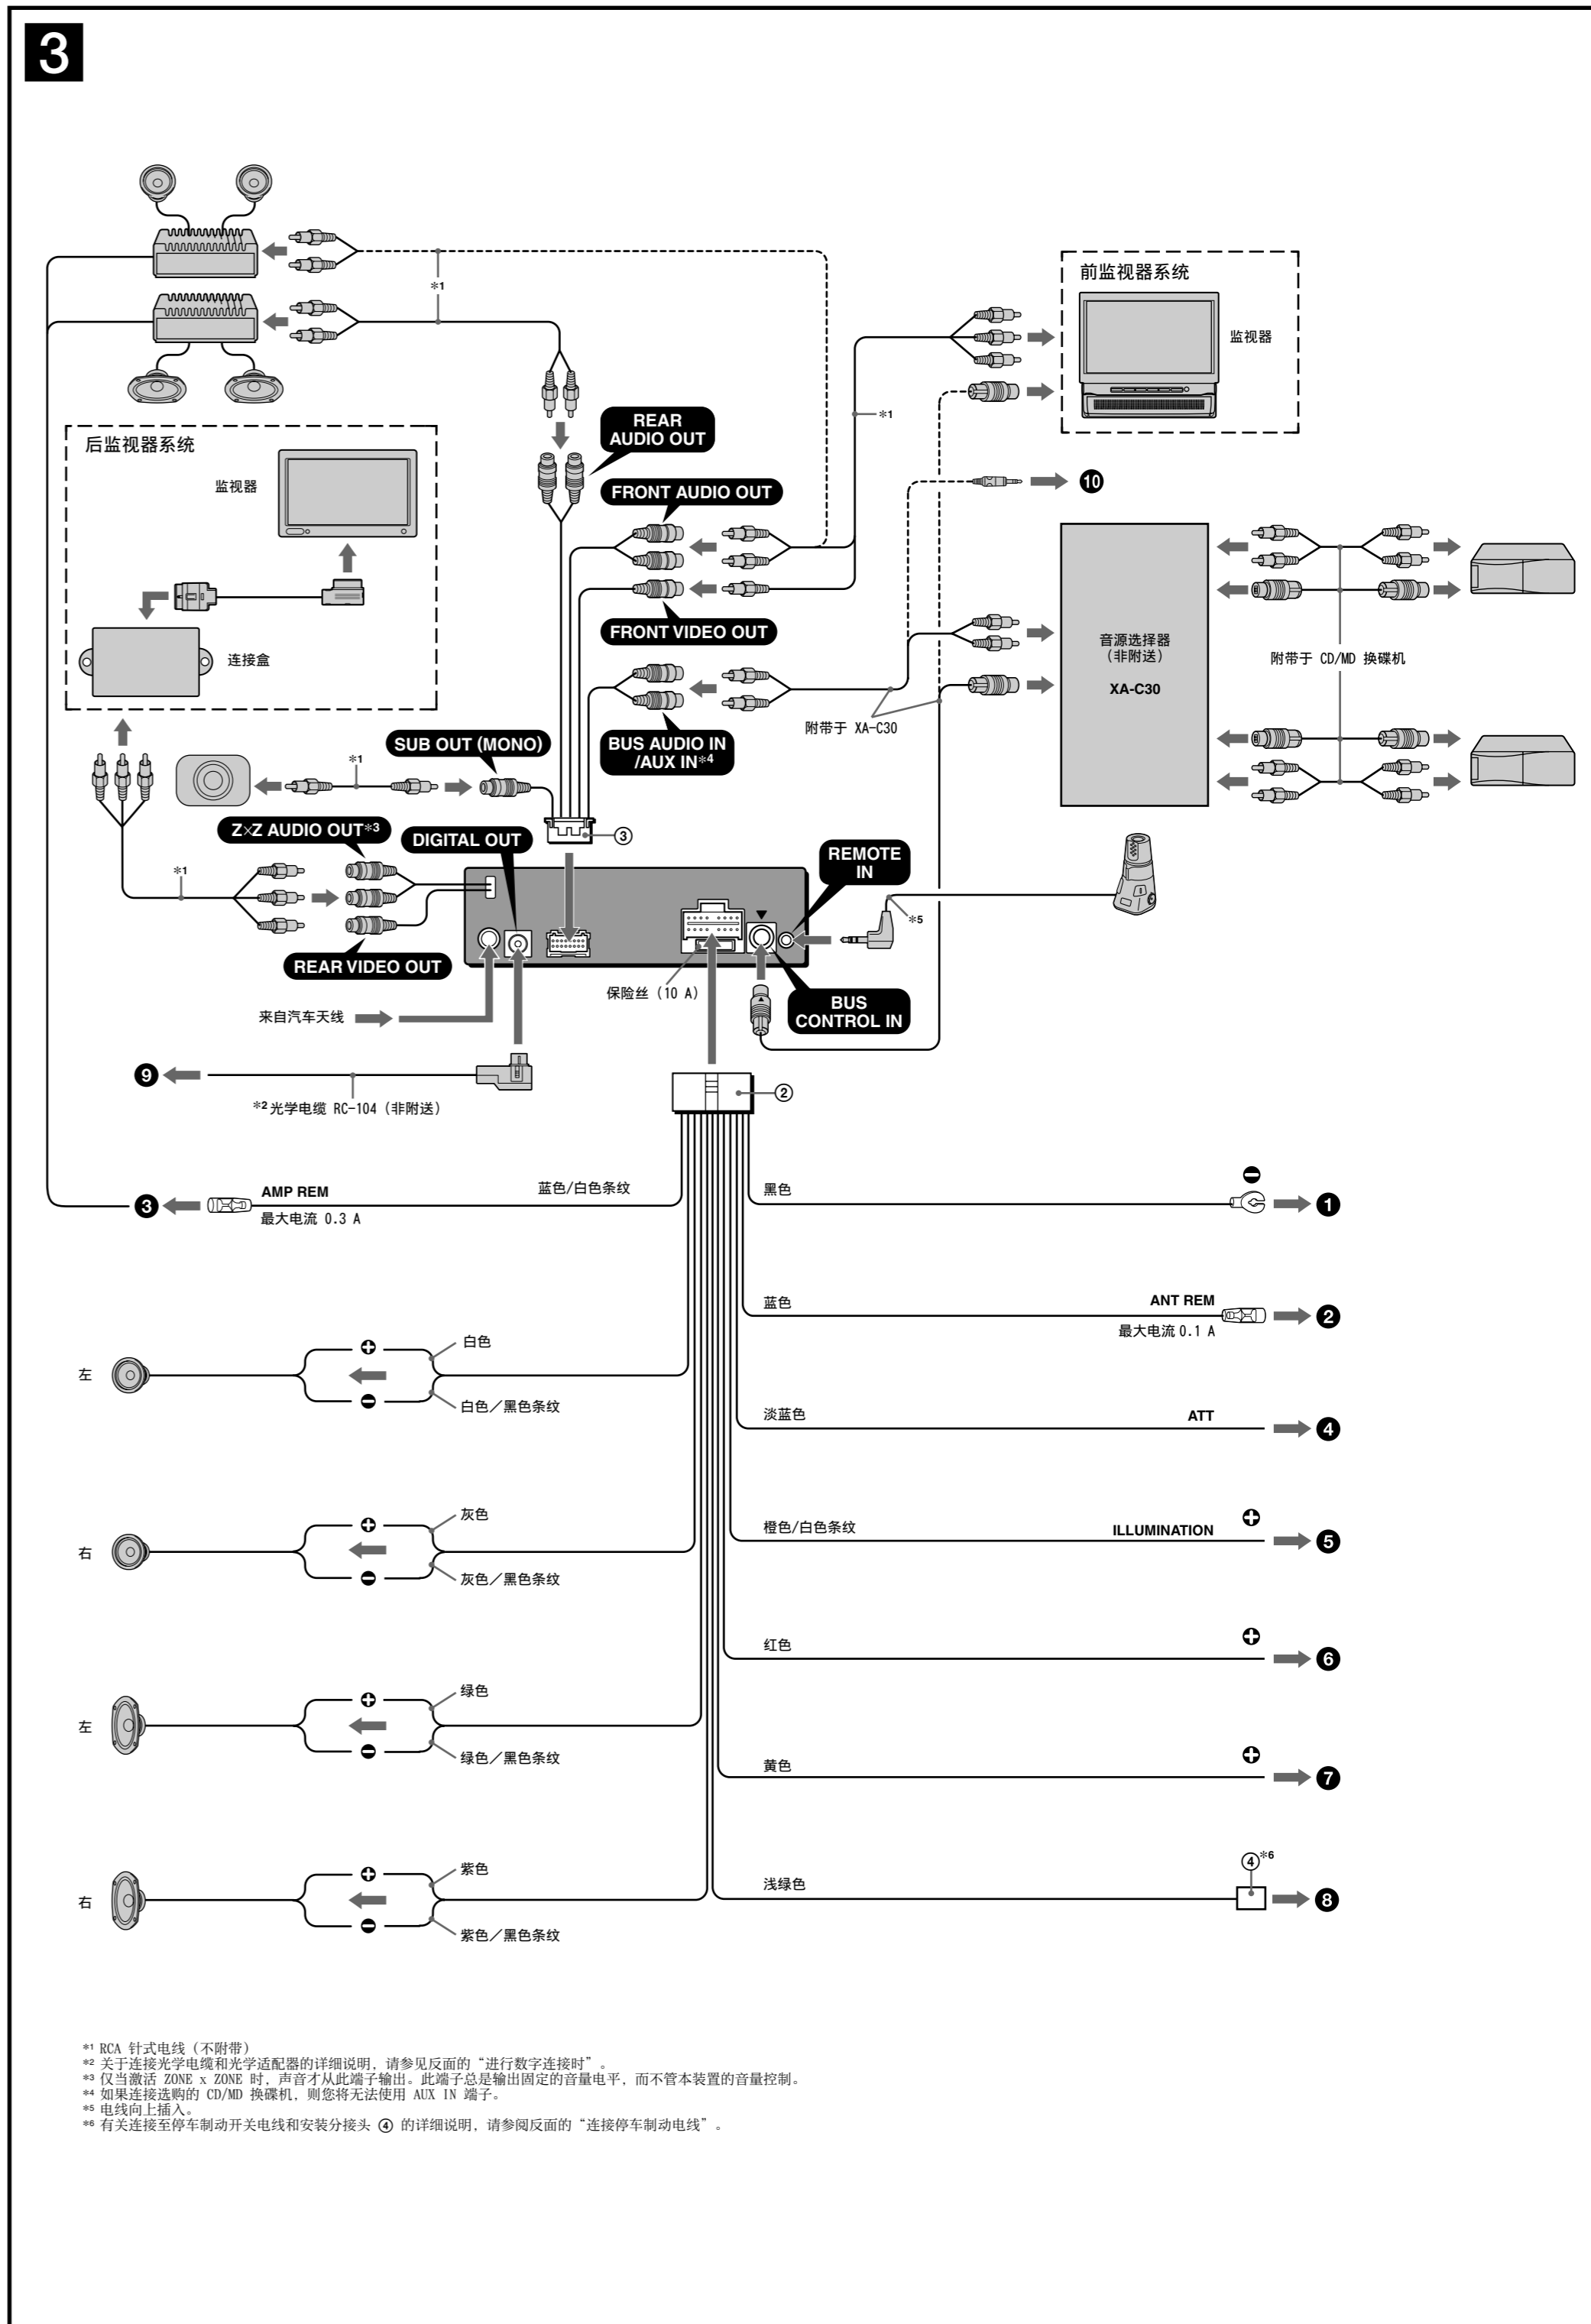 3
*1
前监视器系统
监视器
*1
REAR
AUDIO OUT
后监视器系统
监视器
FRONT AUDIO OUT
10
FRONT VIDEO OUT
连接盒
音源选择器
(非附送)
XA-C30
附带于 CD/MD 换碟机
附带于 XA-C30
SUB OUT (MONO)
BUS AUDIO IN
/AUX IN*4
*1
Z×Z AUDIO OUT*3
DIGITAL OUT
③
REMOTE
IN
*1
*5
REAR VIDEO OUT
保险丝 (10 A)
BUS
CONTROL IN
来自汽车天线
9
*2 光学电缆 RC-104 (非附送)
②
3
AMP REM
最大电流 0.3 A
蓝色/白色条纹
黑色
1
蓝色
ANT REM
最大电流 0.1 A
2
左
白色
白色/黑色条纹
淡蓝色
ATT
4
右
灰色
灰色/黑色条纹
橙色/白色条纹
ILLUMINATION
5
红色
6
左
绿色
绿色/黑色条纹
黄色
7
右
紫色
紫色/黑色条纹
浅绿色
④*6
8
*1 RCA 针式电线 (不附带)
*2 关于连接光学电缆和光学适配器的详细说明, 请参见反面的“进行数字连接时”。
*3 仅当激活 ZONE x ZONE 时, 声音才从此端子输出。此端子总是输出固定的音量电平, 而不管本装置的音量控制。
*4 如果连接选购的 CD/MD 换碟机, 则您将无法使用 AUX IN 端子。
*5 电线向上插入。
*6 有关连接至停车制动开关电线和安装分接头 ④ 的详细说明, 请参阅反面的“连接停车制动电线”。